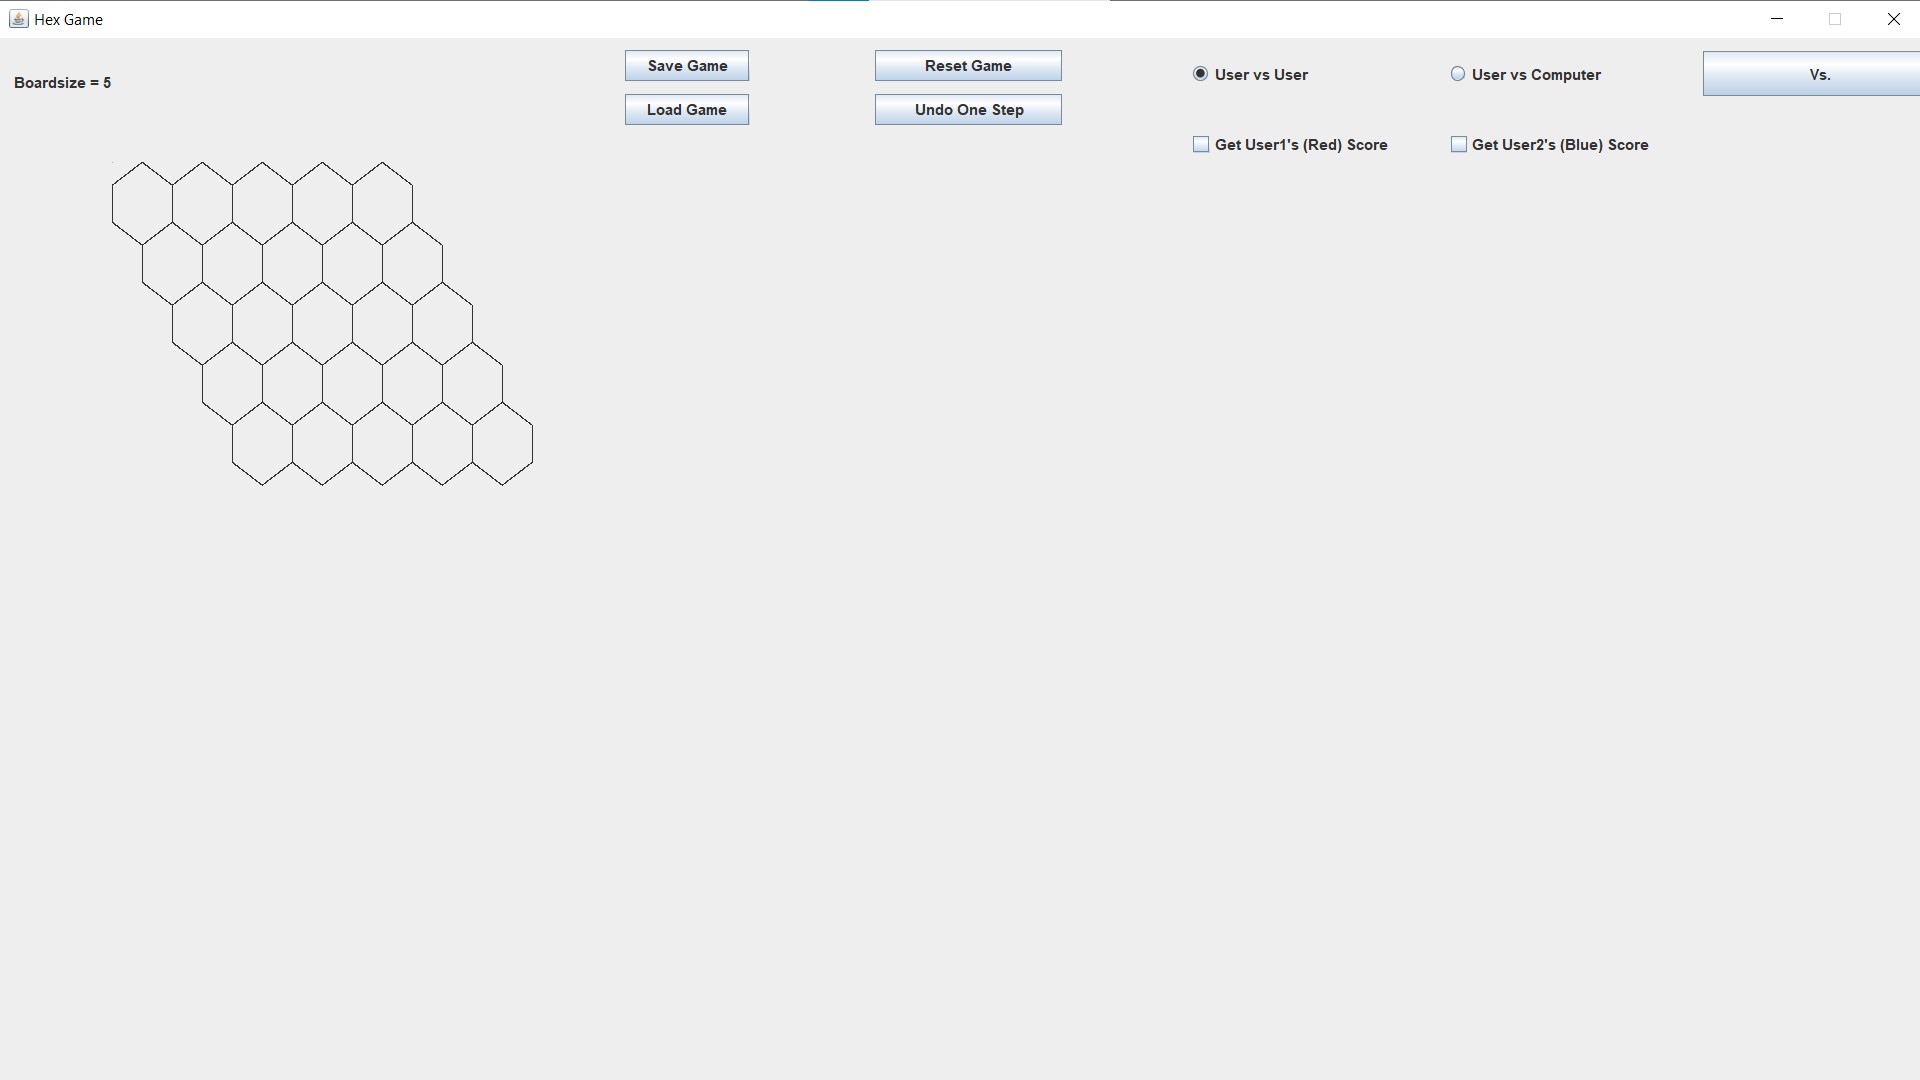 Hex Game
Boardsize = 5
Save Game
Load Game
Reset Game
Undo One Step
User vs User
User vs Computer
Vs.
Get User1's (Red) Score
Get User2's (Blue) Score